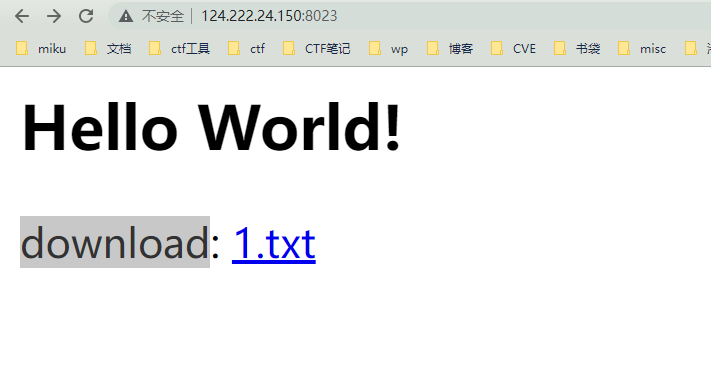 不安全 124.222.24.150:8023
miku 文档 ctf工具 ctf CTF笔记 wp 博客 CVE 书袋 misc
Hello World!
download: 1.txt